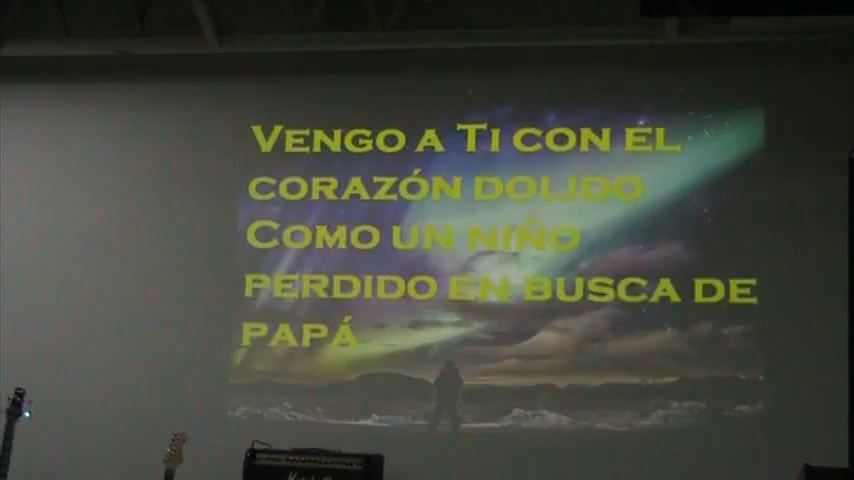 VENGO A TI CON EL
CORAZÓN DOLIDO
COMO UN NIÑO
PERDIDO EN BUSCA DE
PAPÁ